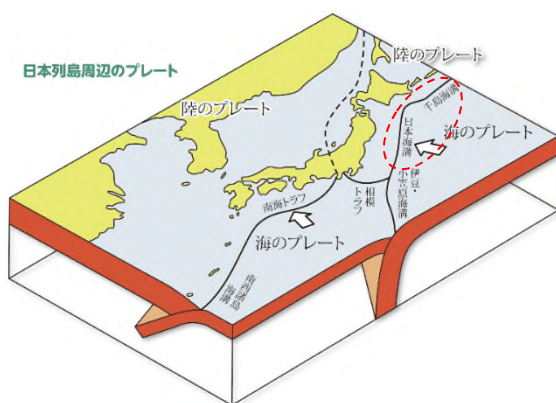 日本列島周辺のプレート
陸のプレート
陸のプレート
千島海溝
日本海溝
海のプレート
伊豆・
小笠原海溝
相模
トラフ
南海トラフ
海のプレート
南西諸島
海溝